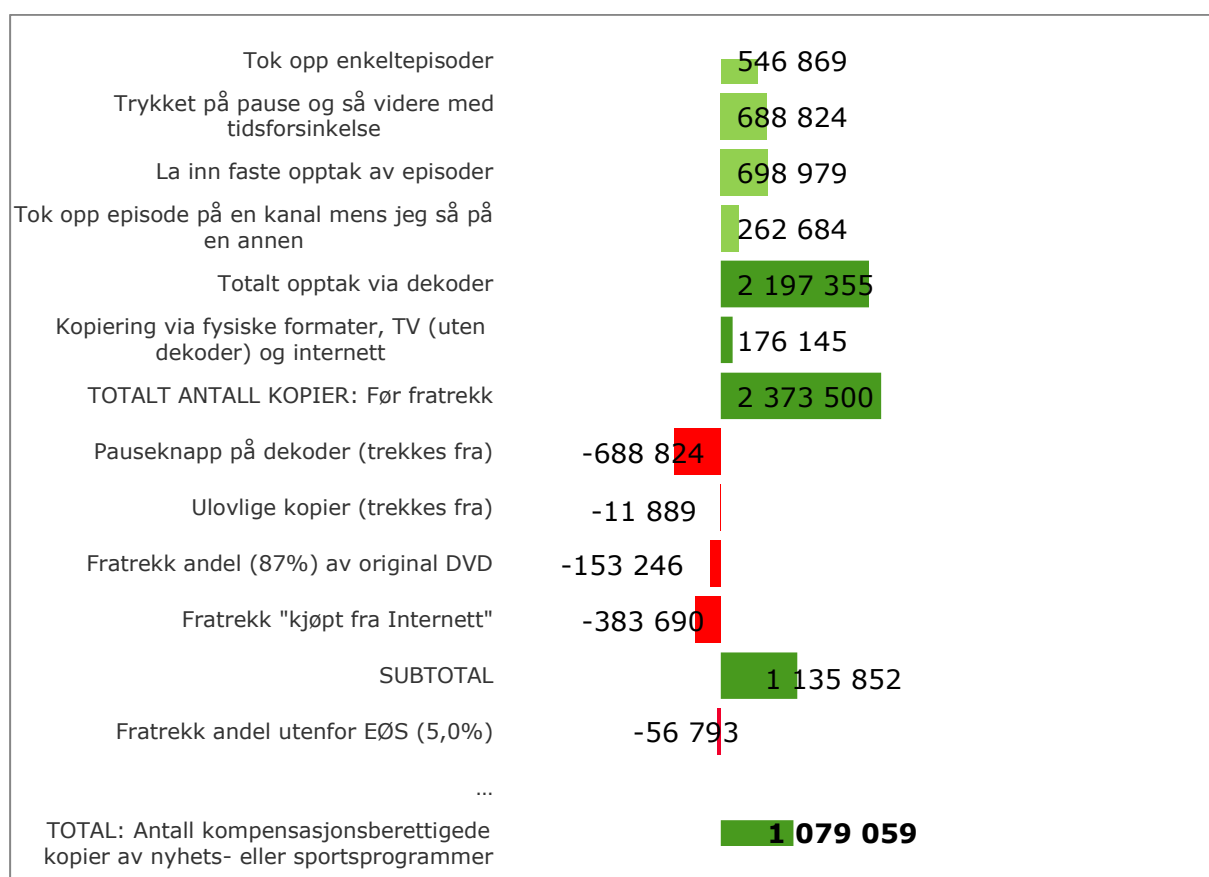 Tok opp enkeltepisoder 546 869
Trykket på pause og så videre med
tidsforsinkelse 688 824
La inn faste opptak av episoder 698 979
Tok opp episode på en kanal mens jeg så på
en annen 262 684
Totalt opptak via dekoder 2 197 355
Kopiering via fysiske formater, TV (uten
dekoder) og internett 176 145
TOTALT ANTALL KOPIER: Før fratrekk 2 373 500
Pauseknapp på dekoder (trekkes fra) -688 824
Ulovlige kopier (trekkes fra) -11 889
Fratrekk andel (87%) av original DVD -153 246
Fratrekk "kjøpt fra Internett" -383 690
SUBTOTAL 1 135 852
Fratrekk andel utenfor EØS (5,0%) -56 793
...
TOTAL: Antall kompensasjonsberettigede
kopier av nyhets- eller sportsprogrammer 1 079 059